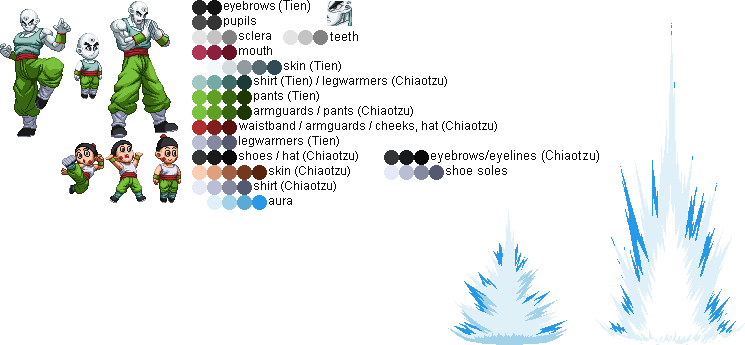 eyebrows (Tien)
pupils
sclera teeth
mouth
skin (Tien)
shirt (Tien) / legwarmers (Chiaotzu)
pants (Tien)
armguards / pants (Chiaotzu)
waistband / armguards / cheeks, hat (Chiaotzu)
legwarmers (Tien)
shoes / hat (Chiaotzu) eyebrows/eyelines (Chiaotzu)
skin (Chiaotzu) shoe soles
shirt (Chiaotzu)
aura